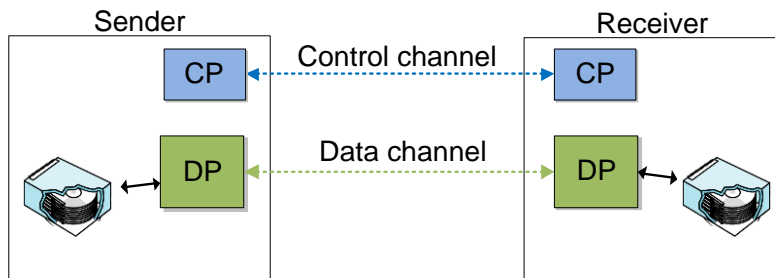 Sender
Receiver
CP
Control channel
CP
DP
Data channel
DP